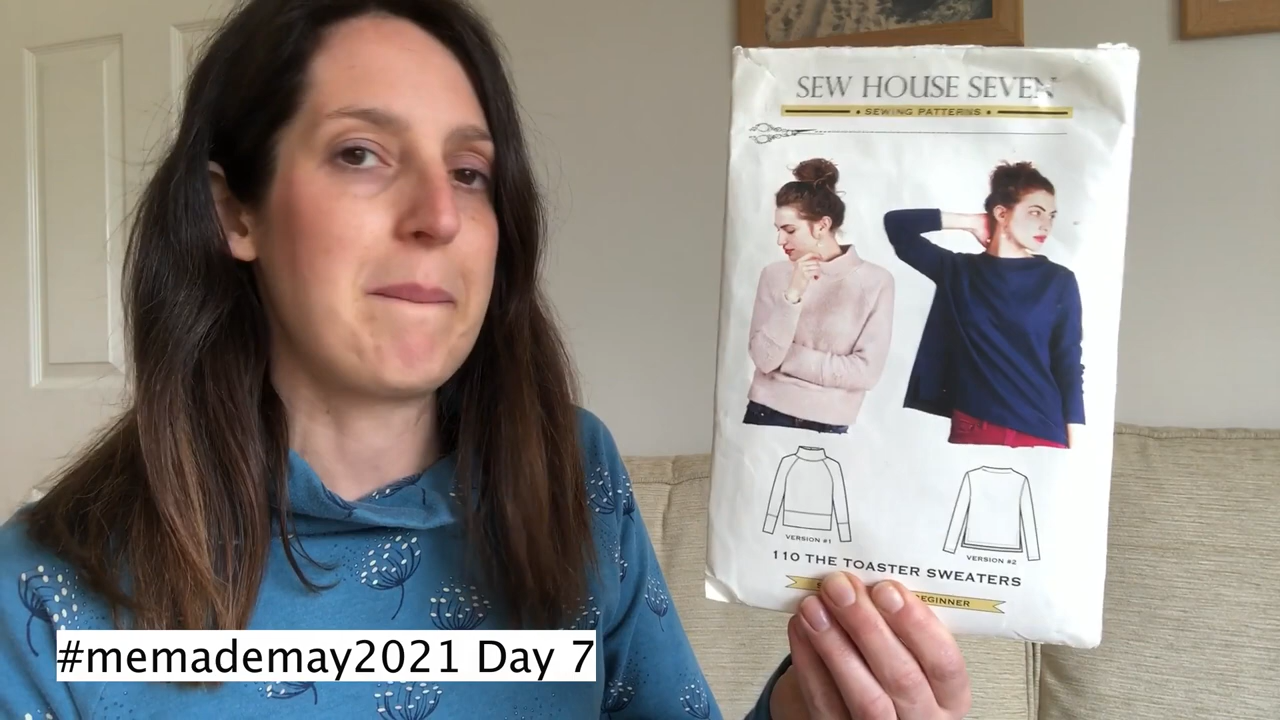 SEW HOUSE SEVEN
• SEWING PATTERNS •
VERSION #1
VERSION #2
110 THE TOASTER SWEATERS
BEGINNER
#memademay2021 Day 7